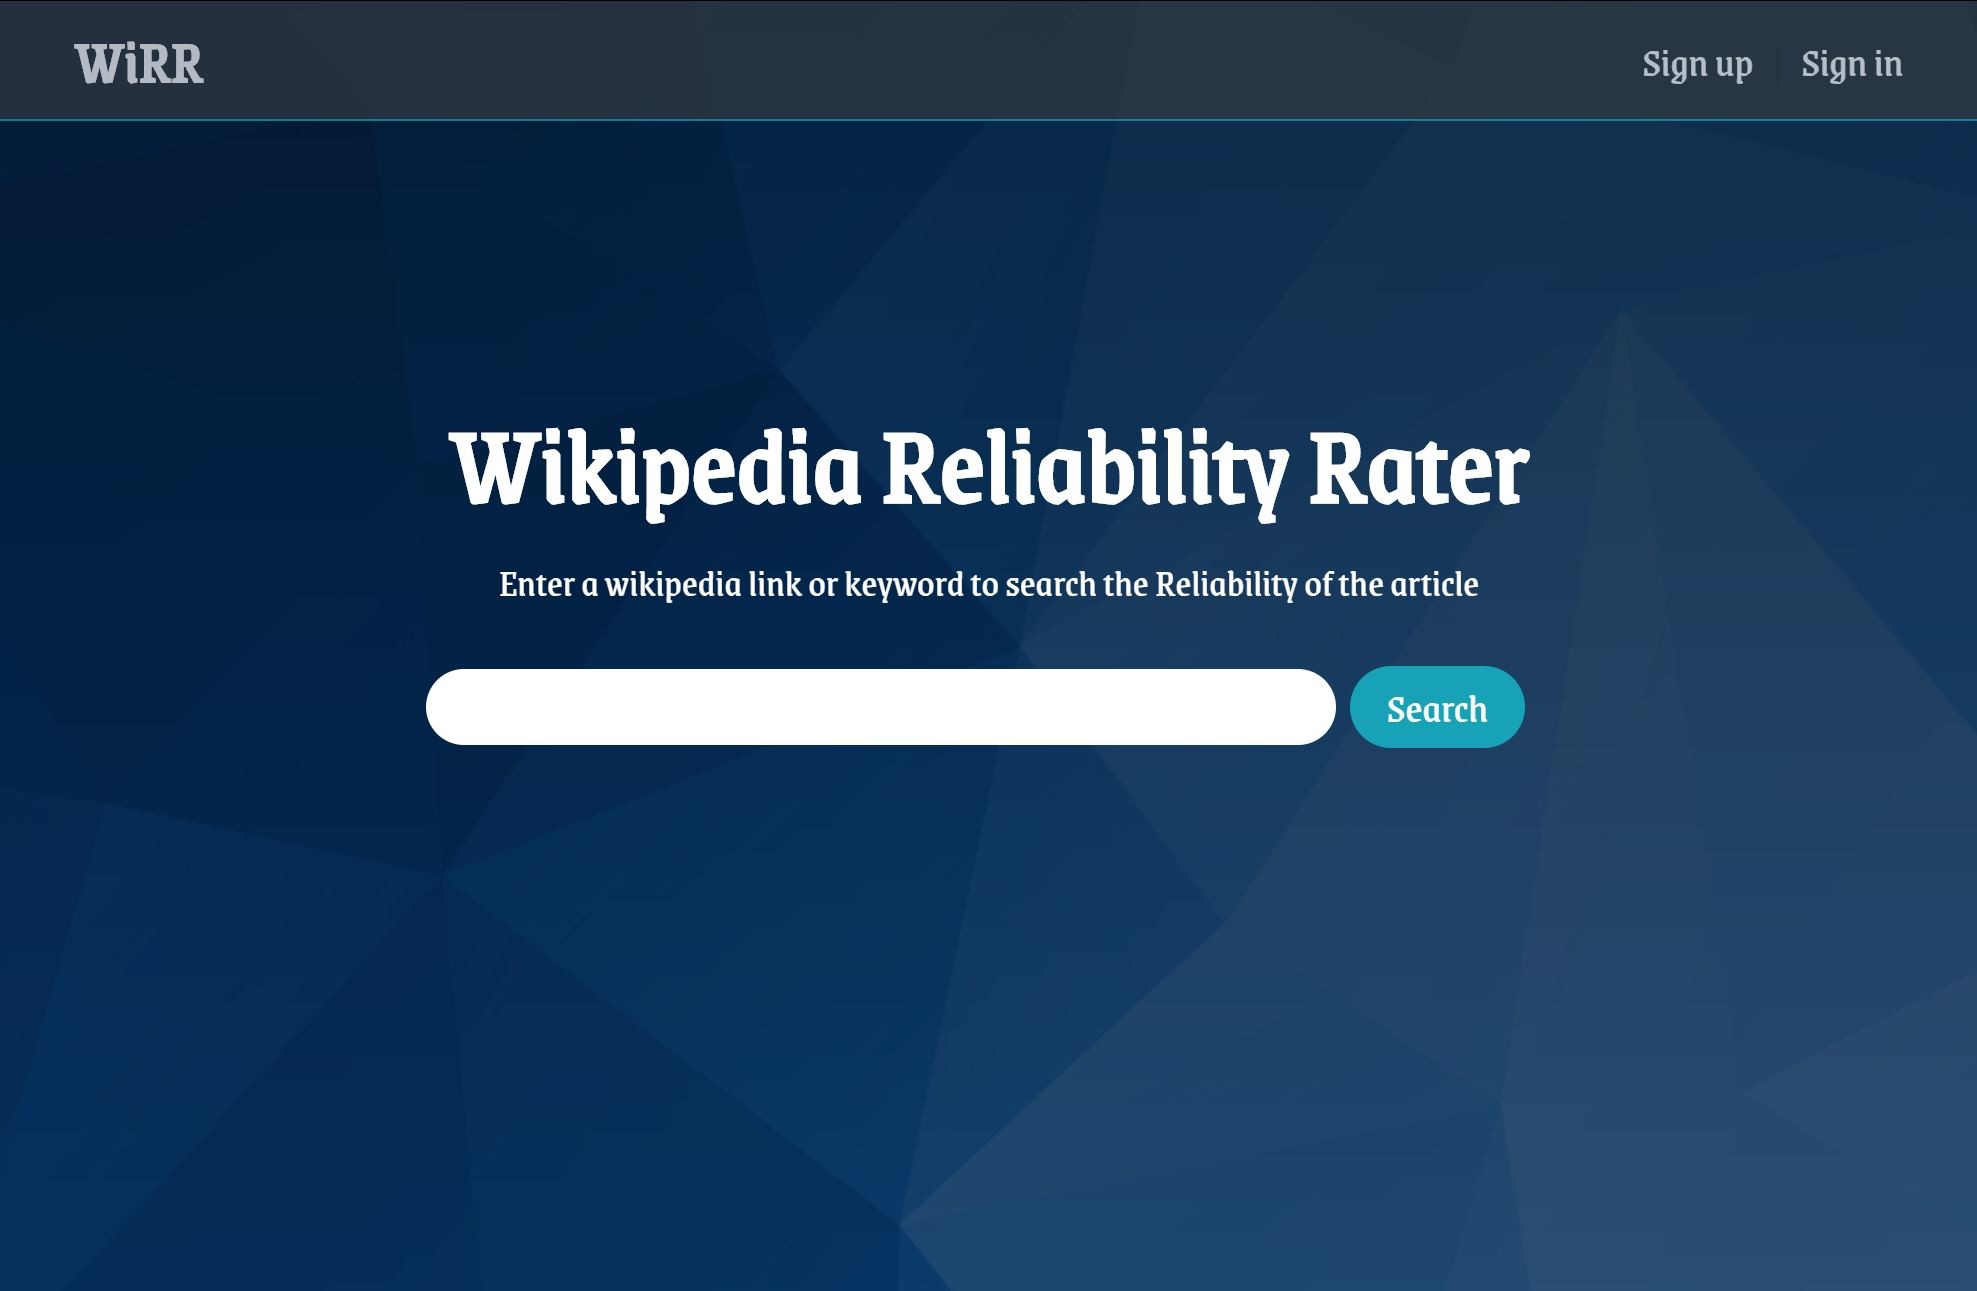 WiRR
Sign up
Sign in
Wikipedia Reliability Rater
Enter a wikipedia link or keyword to search the Reliability of the article
Search